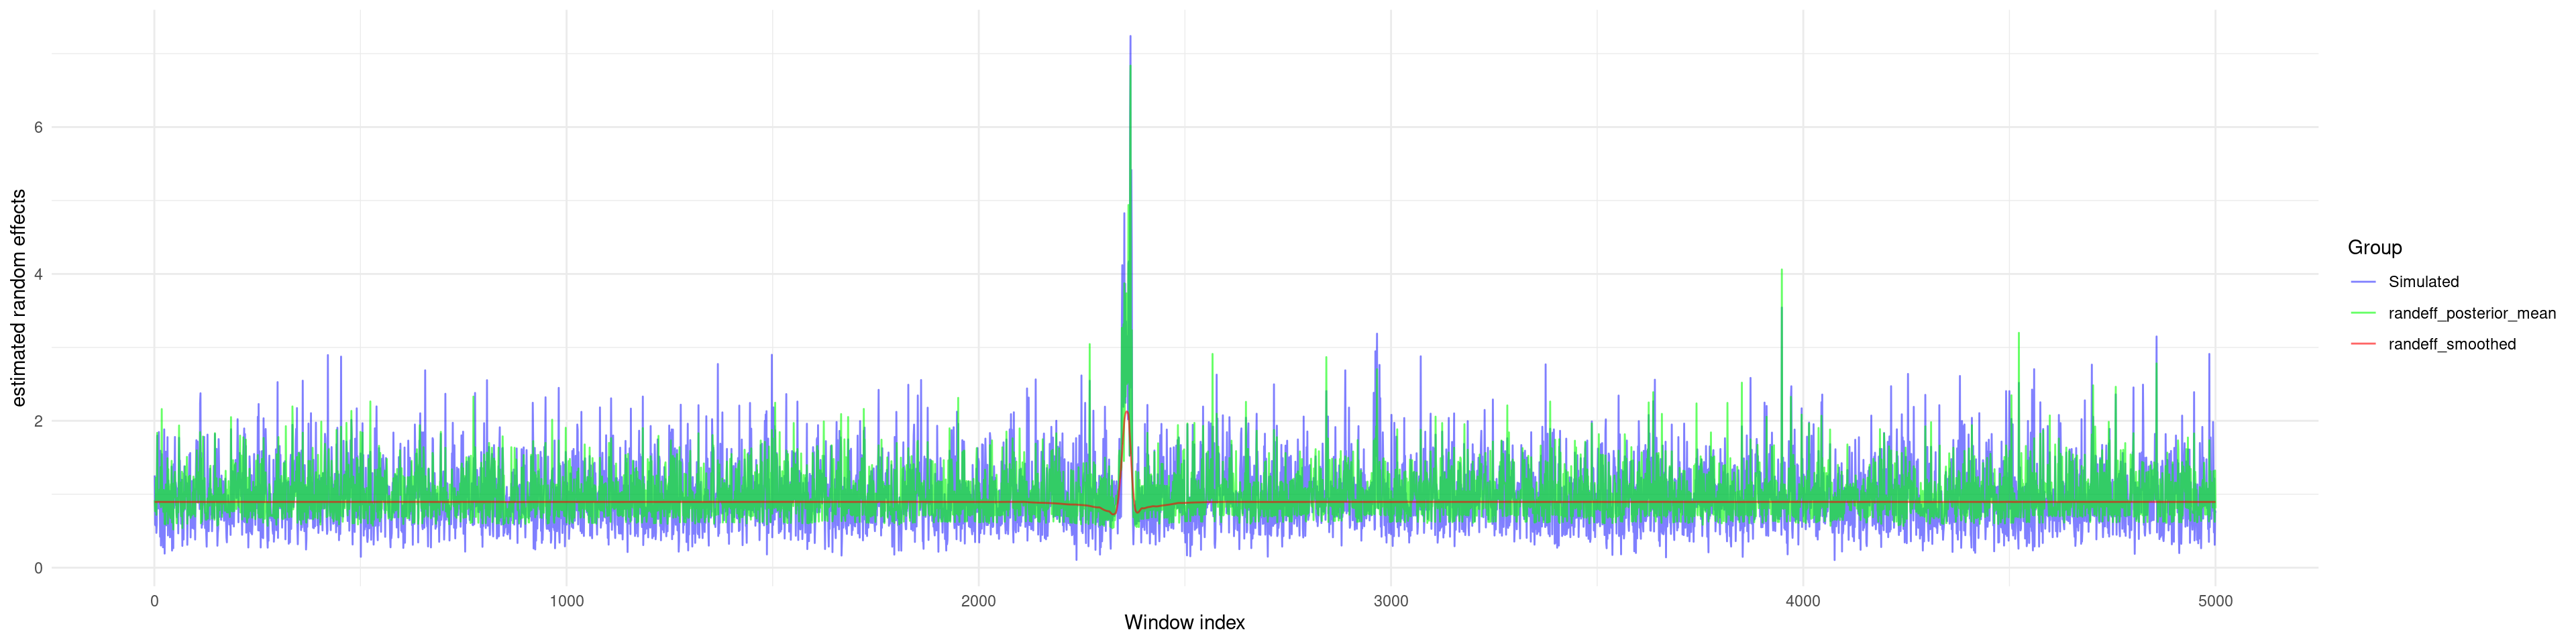 estimated random effects
6
4
2
0
0
1000
2000
3000
4000
5000
Window index
Group
Simulated
randeff_posterior_mean
randeff_smoothed